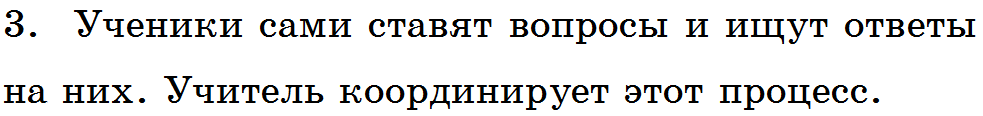 3. Ученики сами ставят вопросы и ищут ответы
на них. Учитель координирует этот процесс.